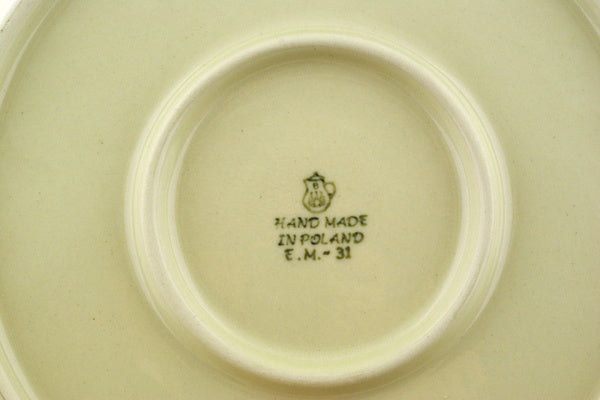 HAND MADE
IN POLAND
E.M.- 31